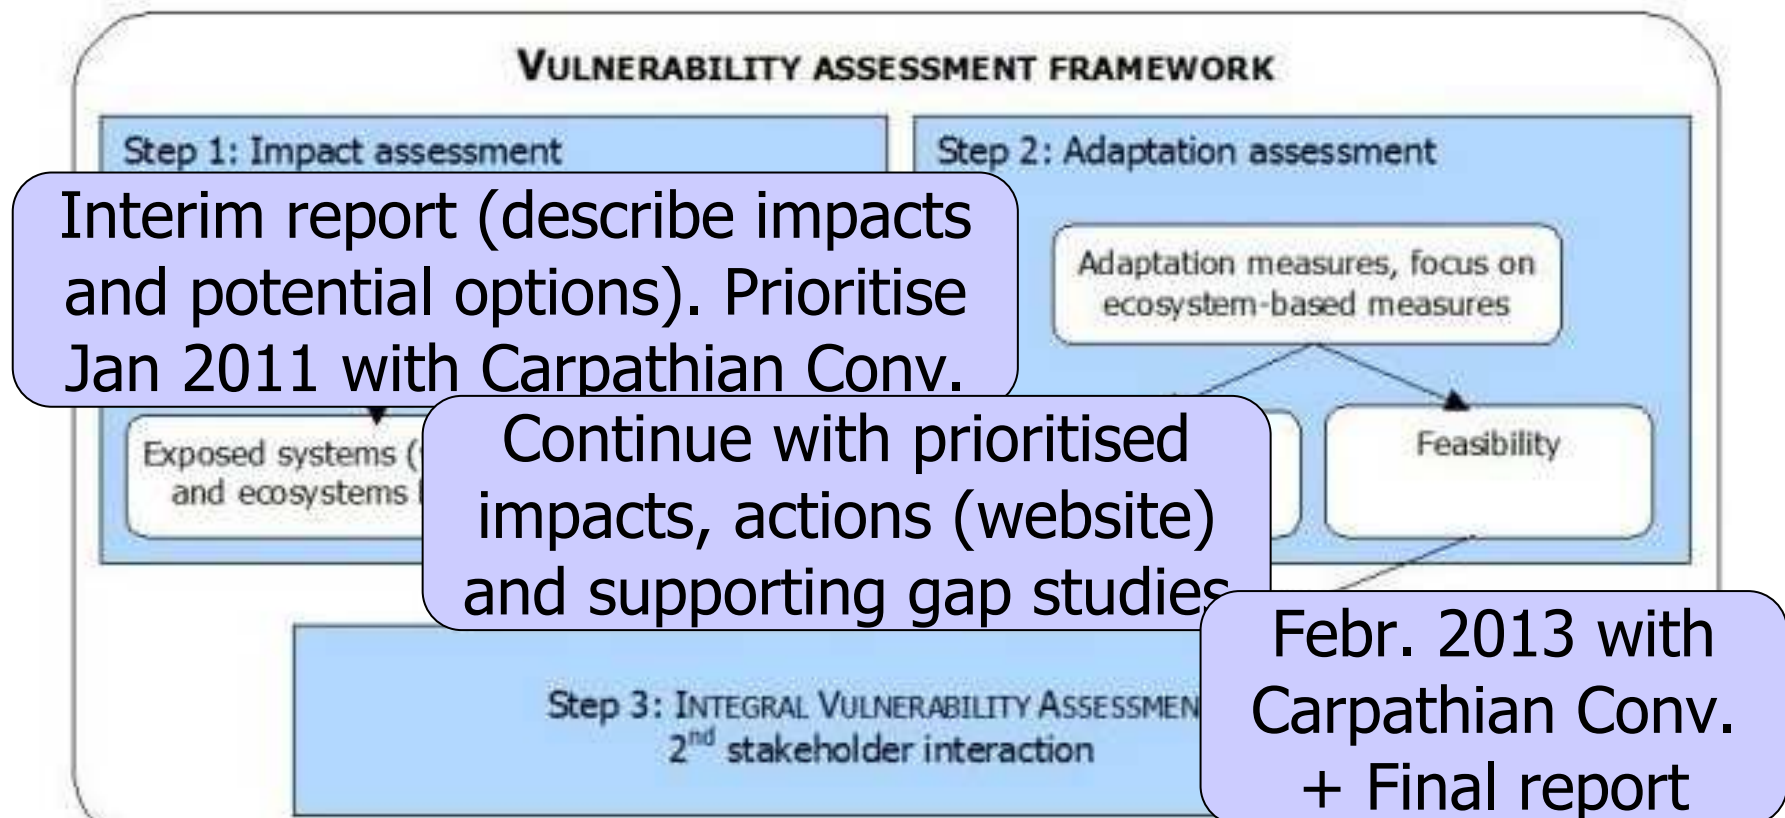 VULNERABILITY ASSESSMENT FRAMEWORK
Step 1: Impact assessment
Step 2: Adaptation assessment
Interim report (describe impacts
and potential options). Prioritise
Jan 2011 with Carpathian Conv.
Adaptation measures, focus on
ecosystem-based measures
Exposed systems (
and ecosystems
Continue with prioritised
impacts, actions (website)
and supporting gap studies
Feasibility
Febr. 2013 with
Carpathian Conv.
+ Final report
Step 3: INTEGRAL VULNERABILITY ASSESSMEN
2nd stakeholder interaction